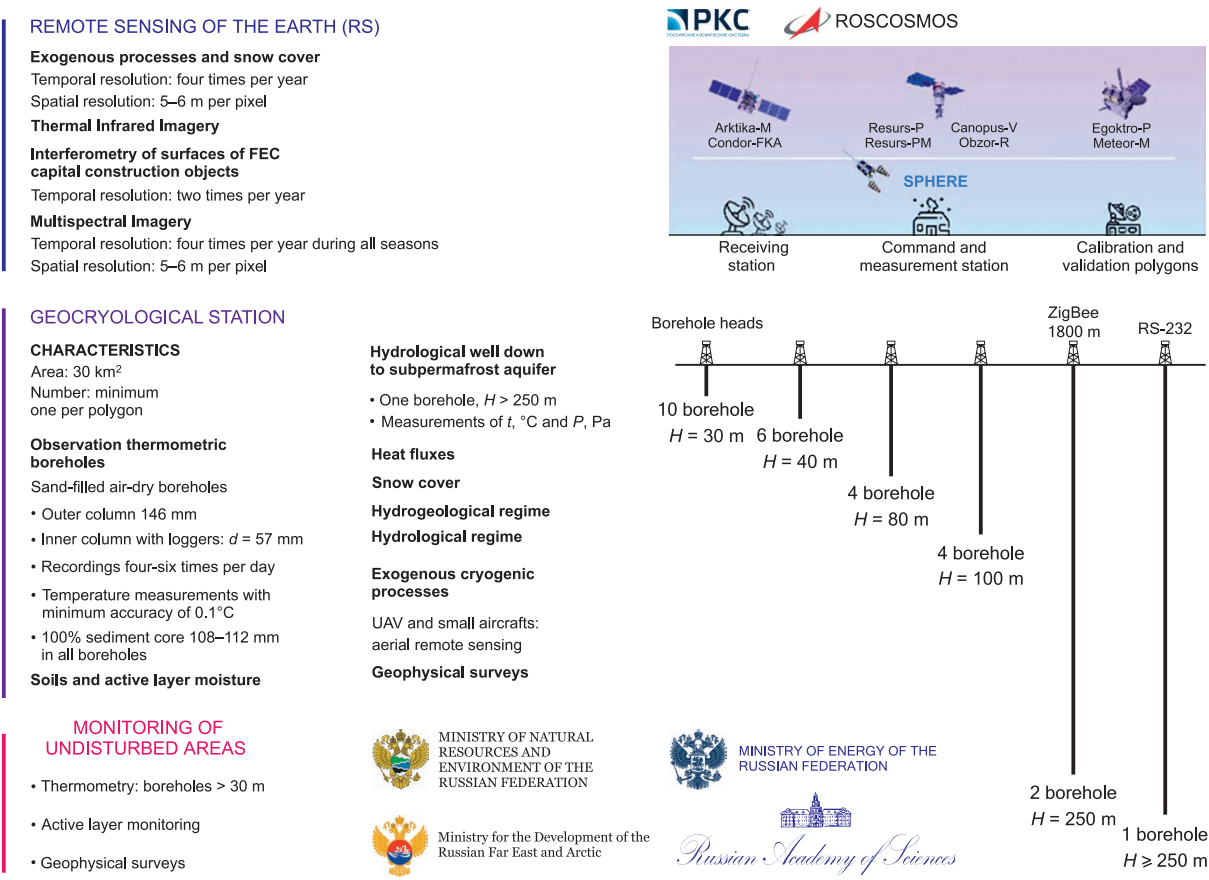 REMOTE SENSING OF THE EARTH (RS)
Exogenous processes and snow cover
Temporal resolution: four times per year
Spatial resolution: 5–6 m per pixel
Thermal Infrared Imagery
Interferometry of surfaces of FEC
capital construction objects
Temporal resolution: two times per year
Multispectral Imagery
Temporal resolution: four times per year during all seasons
Spatial resolution: 5–6 m per pixel
РКС
РОССИЙСКИЕ КОСМИЧЕСКИЕ СИСТЕМЫ
ROSCOSMOS
Arktika-M
Condor-FKA
Resurs-P
Resurs-PM
Canopus-V
Obzor-R
Egoktro-P
Meteor-M
SPHERE
Receiving
station
Command and
measurement station
Calibration and
validation polygons
GEOCRYOLOGICAL STATION
CHARACTERISTICS
Area: 30 km²
Number: minimum
one per polygon
Observation thermometric
boreholes
Sand-filled air-dry boreholes
• Outer column 146 mm
• Inner column with loggers: d = 57 mm
• Recordings four-six times per day
• Temperature measurements with
minimum accuracy of 0.1°C
• 100% sediment core 108–112 mm
in all boreholes
Soils and active layer moisture
Hydrological well down
to subpermafrost aquifer
• One borehole, H > 250 m
• Measurements of t, °C and P, Pa
Heat fluxes
Snow cover
Hydrogeological regime
Hydrological regime
Exogenous cryogenic
processes
UAV and small aircrafts:
aerial remote sensing
Geophysical surveys
Borehole heads
ZigBee
1800 m
RS-232
10 borehole
H = 30 m
6 borehole
H = 40 m
4 borehole
H = 80 m
4 borehole
H = 100 m
2 borehole
H = 250 m
1 borehole
H ⩾ 250 m
MONITORING OF
UNDISTURBED AREAS
• Thermometry: boreholes > 30 m
• Active layer monitoring
• Geophysical surveys
MINISTRY OF NATURAL
RESOURCES AND
ENVIRONMENT OF THE
RUSSIAN FEDERATION
Ministry for the Development of the
Russian Far East and Arctic
MINISTRY OF ENERGY OF THE
RUSSIAN FEDERATION
Russian Academy of Sciences